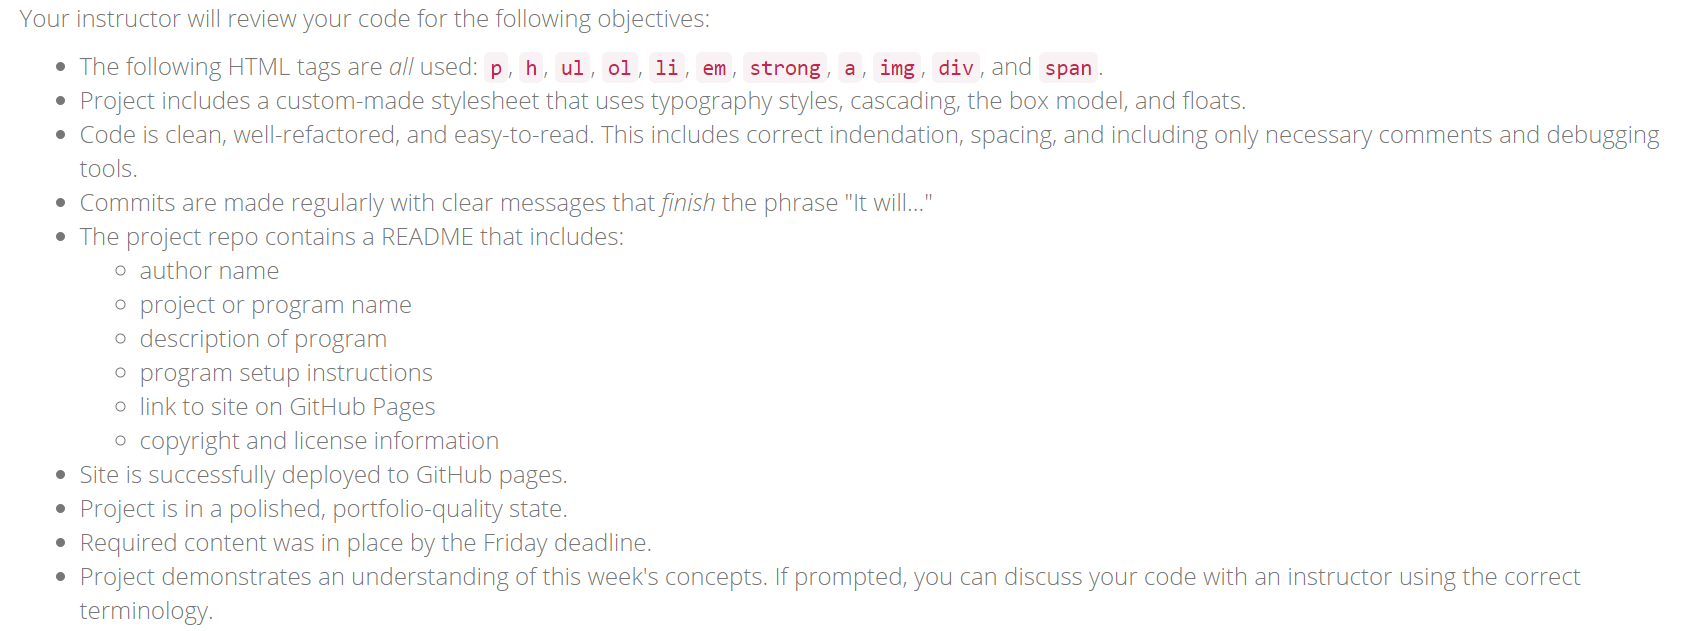 Your instructor will review your code for the following objectives:
• The following HTML tags are all used: p, h, ul, ol, li, em, strong, a, img, div, and span.
• Project includes a custom-made stylesheet that uses typography styles, cascading, the box model, and floats.
• Code is clean, well-refactored, and easy-to-read. This includes correct indendation, spacing, and including only necessary comments and debugging
tools.
• Commits are made regularly with clear messages that finish the phrase "It will..."
• The project repo contains a README that includes:
◦ author name
◦ project or program name
◦ description of program
◦ program setup instructions
◦ link to site on GitHub Pages
◦ copyright and license information
• Site is successfully deployed to GitHub pages.
• Project is in a polished, portfolio-quality state.
• Required content was in place by the Friday deadline.
• Project demonstrates an understanding of this week's concepts. If prompted, you can discuss your code with an instructor using the correct
terminology.